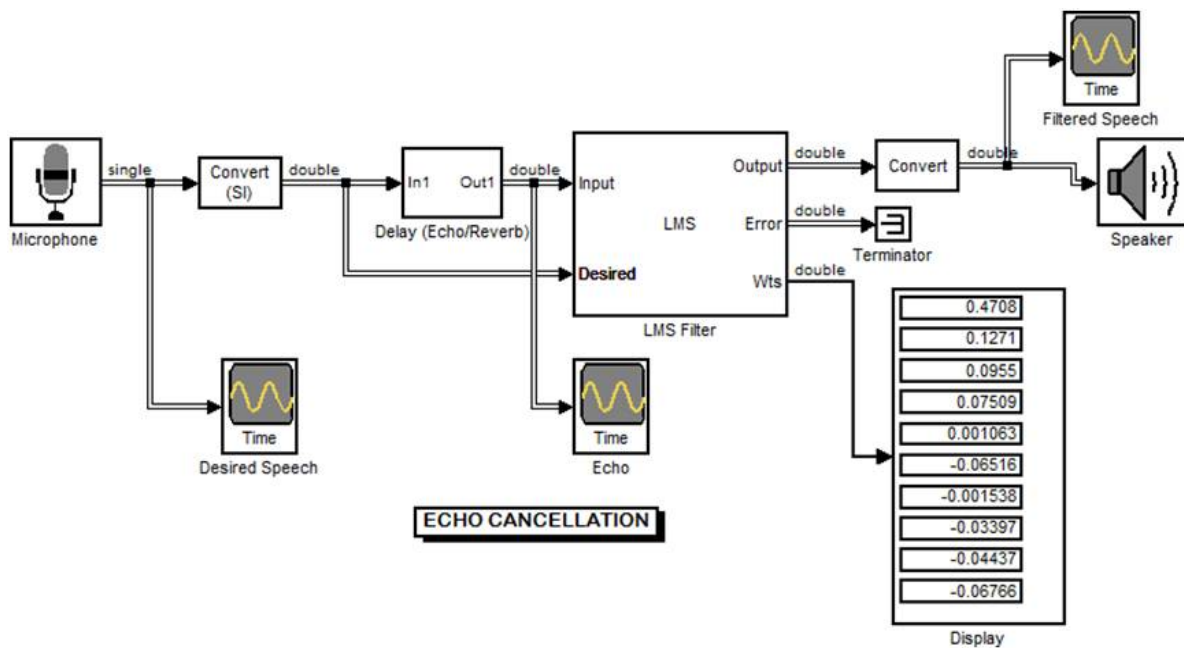 Time
Filtered Speech
single
Convert
(SI)
double
In1
Out1
double
Input
Output
double
Convert
double
Microphone
Delay (Echo/Reverb)
LMS
Error
double
Terminator
Speaker
Desired
Wts
double
LMS Filter
0.4708
0.1271
0.0955
0.07509
0.001063
-0.06516
-0.001538
-0.03397
-0.04437
-0.06766
Display
Time
Desired Speech
Time
Echo
ECHO CANCELLATION